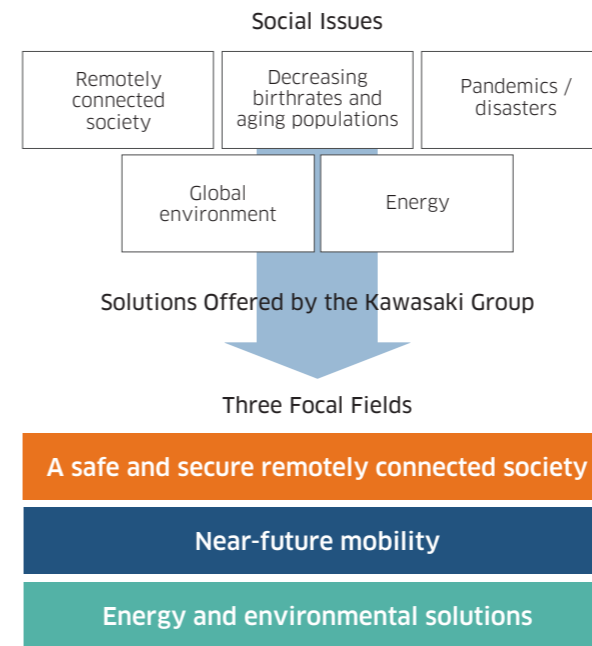 Social Issues
Remotely
connected
society
Decreasing
birthrates and
aging populations
Pandemics /
disasters
Global
environment
Energy
Solutions Offered by the Kawasaki Group
Three Focal Fields
A safe and secure remotely connected society
Near-future mobility
Energy and environmental solutions